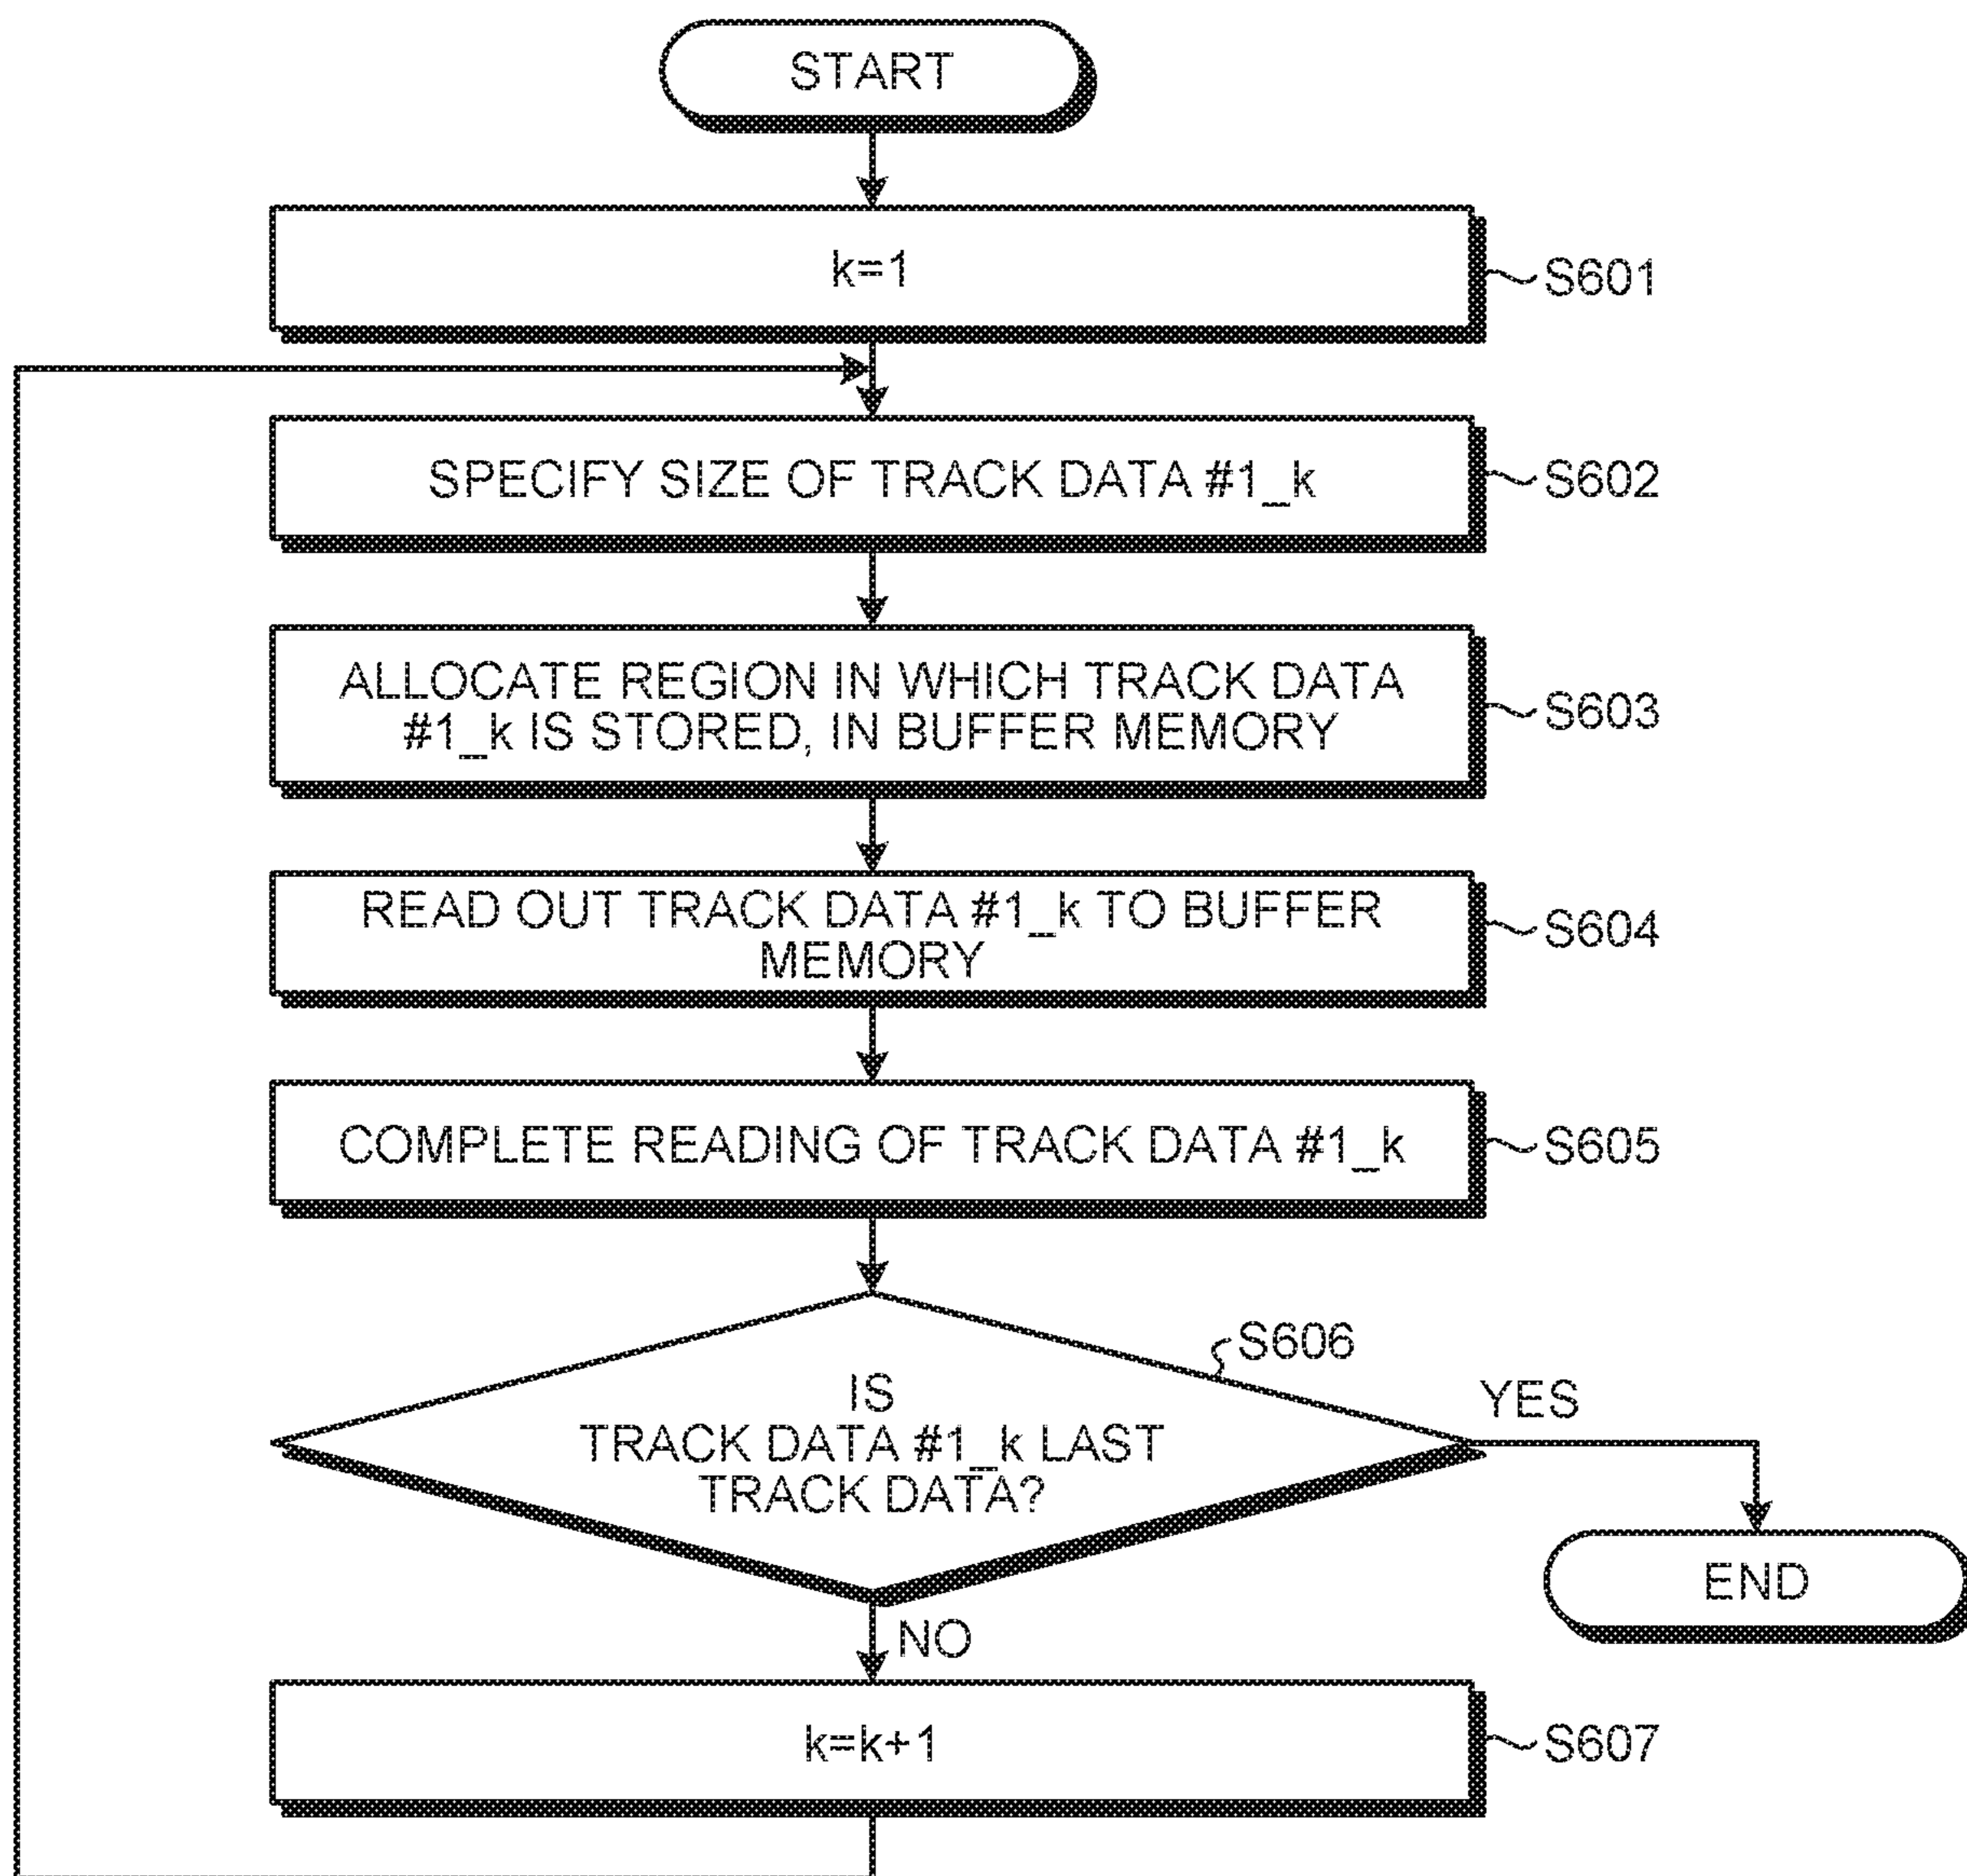 START
k=1
S601
SPECIFY SIZE OF TRACK DATA #1_k
S602
ALLOCATE REGION IN WHICH TRACK DATA
#1_k IS STORED, IN BUFFER MEMORY
S603
READ OUT TRACK DATA #1_k TO BUFFER
MEMORY
S604
COMPLETE READING OF TRACK DATA #1_k
S605
S606
IS
TRACK DATA #1_k LAST
TRACK DATA?
YES
END
NO
k=k+1
S607